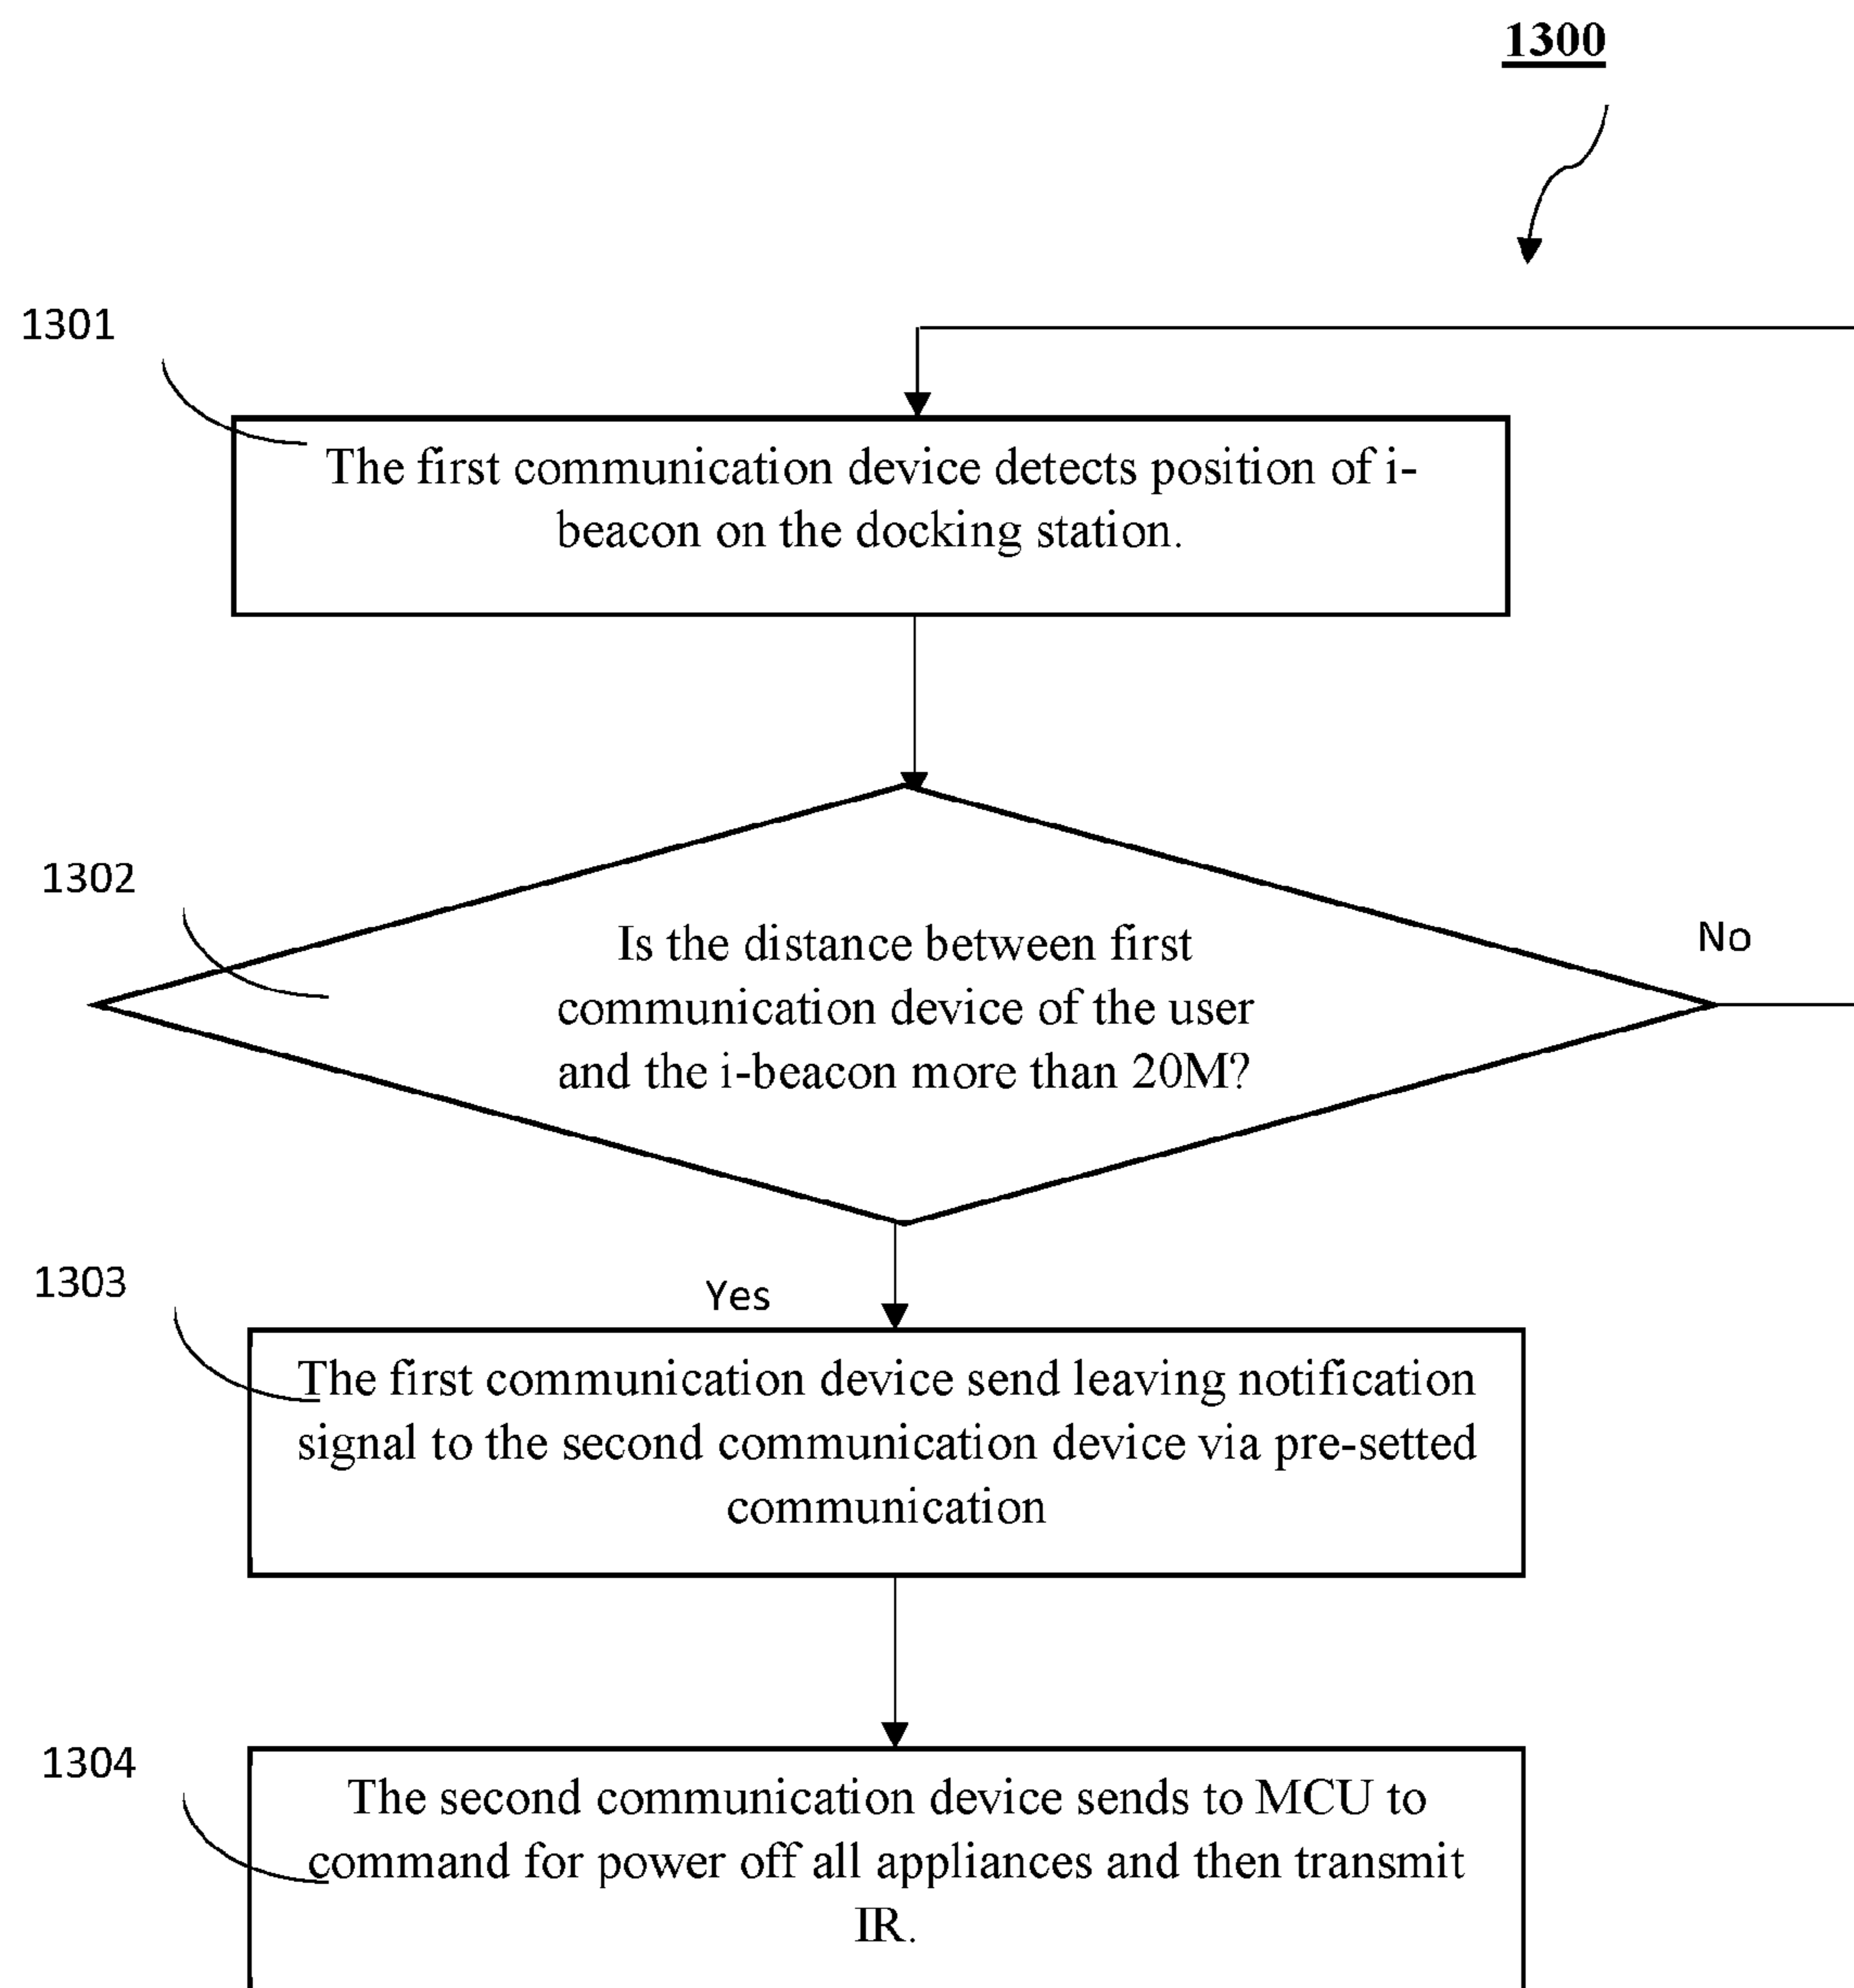 1300
1301
The first communication device detects position of i-
beacon on the docking station.
1302
Is the distance between first
communication device of the user
and the i-beacon more than 20M?
No
1303
Yes
The first communication device send leaving notification
signal to the second communication device via pre-setted
communication
1304
The second communication device sends to MCU to
command for power off all appliances and then transmit
IR.